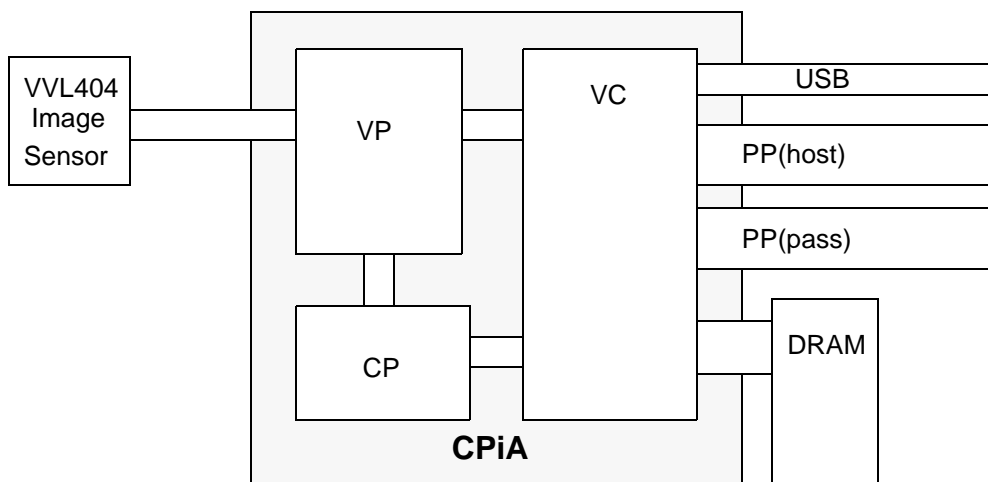 VVL404
Image
Sensor
VP
VC
USB
PP(host)
PP(pass)
CP
DRAM
CPiA